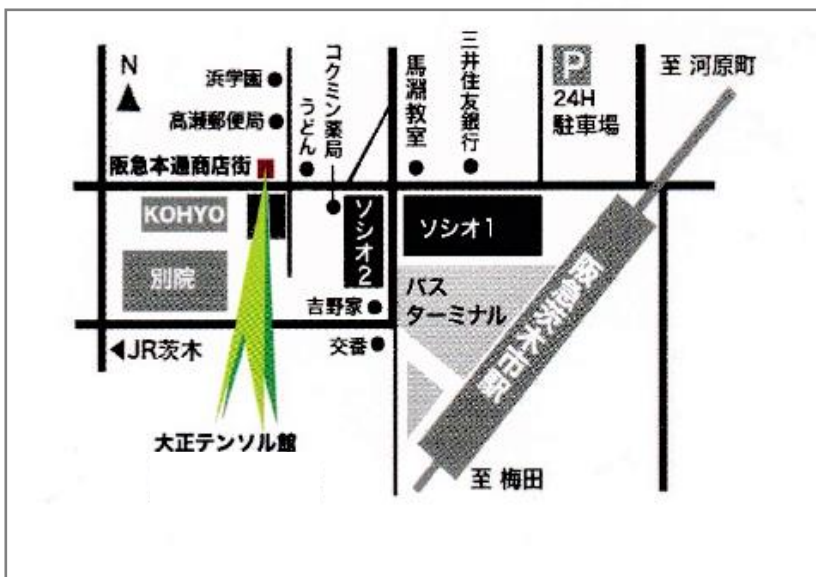 N
浜学園
高瀬郵便局
阪急本通商店街
うどん
コクミン薬局
馬淵教室
三井住友銀行
P
24H
駐車場
至 河原町
KOHYO
別院
ソシオ2
ソシオ1
バス
ターミナル
阪急茨木市駅
吉野家
交番
JR茨木
大正テンソル館
至 梅田